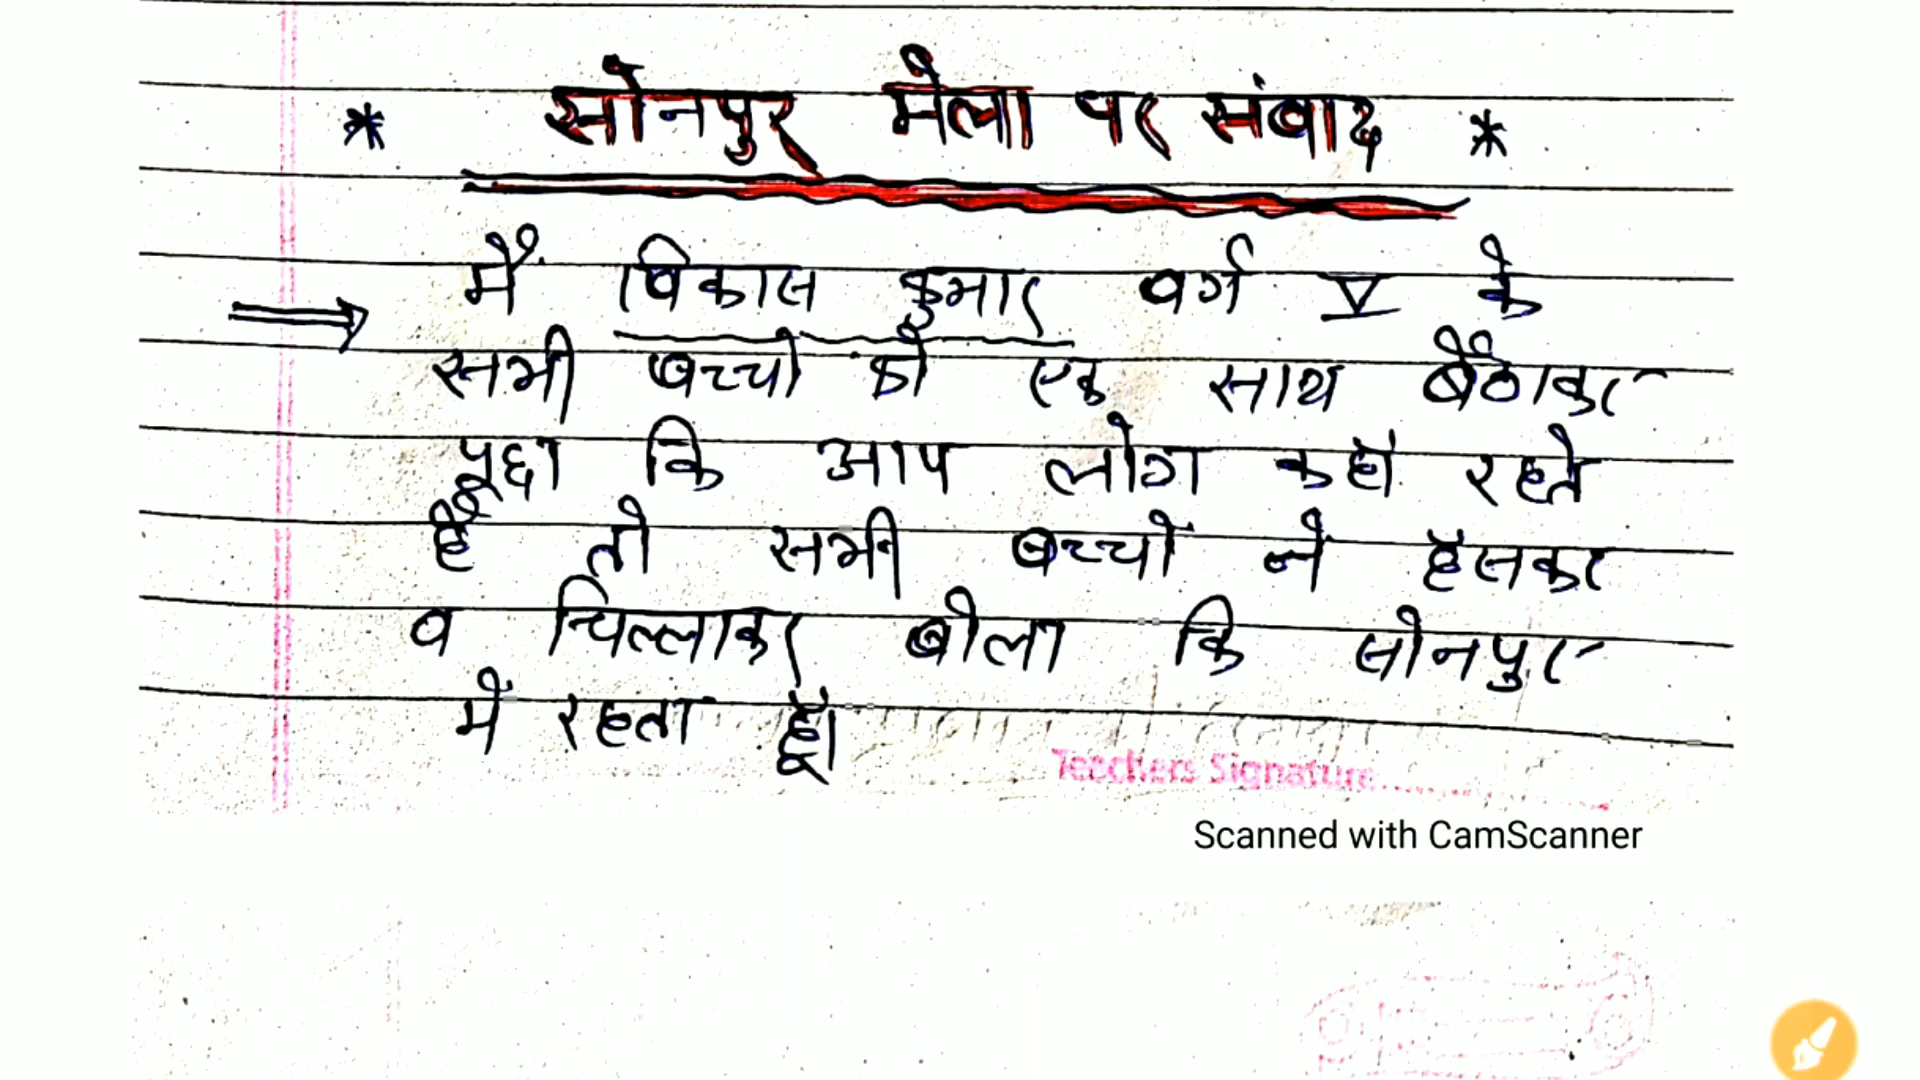 * सोनपुर मेला पर संवाद *
⇒ मैं विकास कुमार वर्ग V के
सभी बच्चों को एक साथ बैठाकर
पूछा कि आप लोग कहाँ रहते
हैं तो सभी बच्चों ने हँसकर
व चिल्लाकर बोला कि सोनपुर
में रहता हूँ।
Teachers Signature...............
Scanned with CamScanner